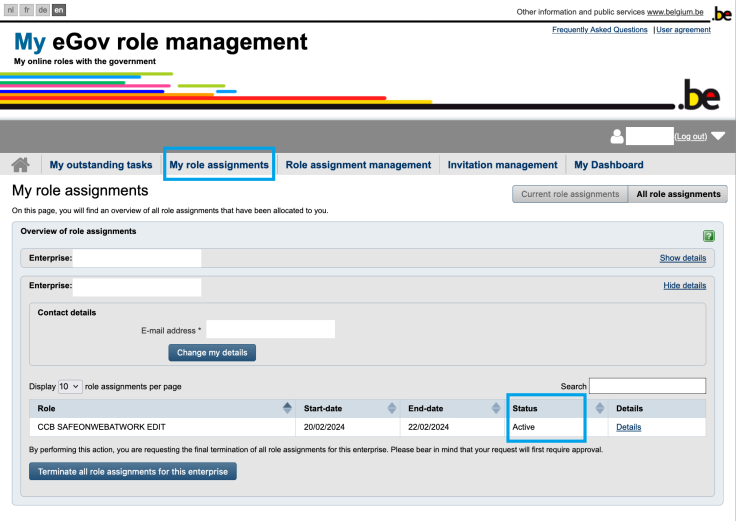 nl fr de en
Other information and public services www.belgium.be
.be
Frequently Asked Questions | User agreement
My eGov role management
My online roles with the government
.be
(Log out)
My outstanding tasks
My role assignments
Role assignment management
Invitation management
My Dashboard
My role assignments
Current role assignments
All role assignments
On this page, you will find an overview of all role assignments that have been allocated to you.
Overview of role assignments
?
Enterprise:
Show details
Enterprise:
Hide details
Contact details
E-mail address *
Change my details
Display 10 role assignments per page
Search
Role Start-date End-date Status Details
CCB SAFEONWEBATWORK EDIT 20/02/2024 22/02/2024 Active Details
By performing this action, you are requesting the final termination of all role assignments for this enterprise. Please bear in mind that your request will first require approval.
Terminate all role assignments for this enterprise